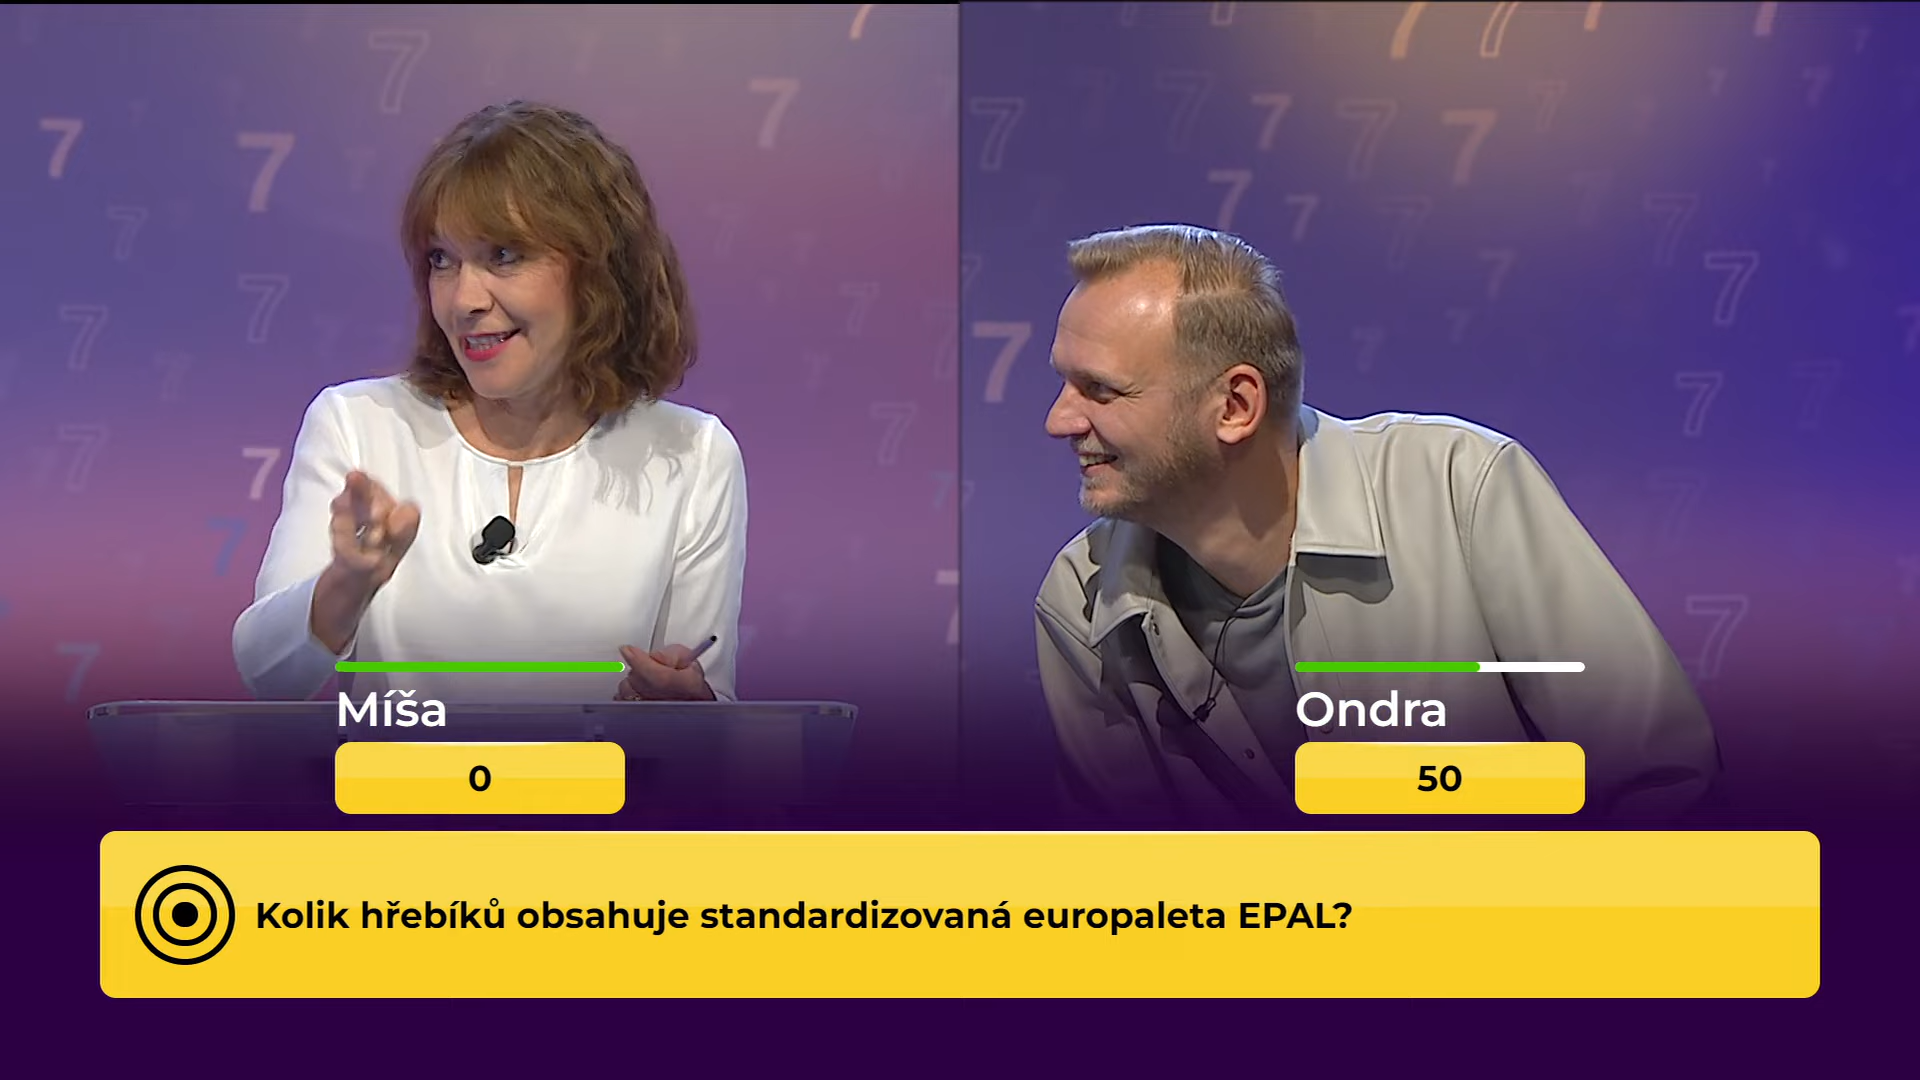 Míša
0
Ondra
50
Kolik hřebíků obsahuje standardizovaná europaleta EPAL?